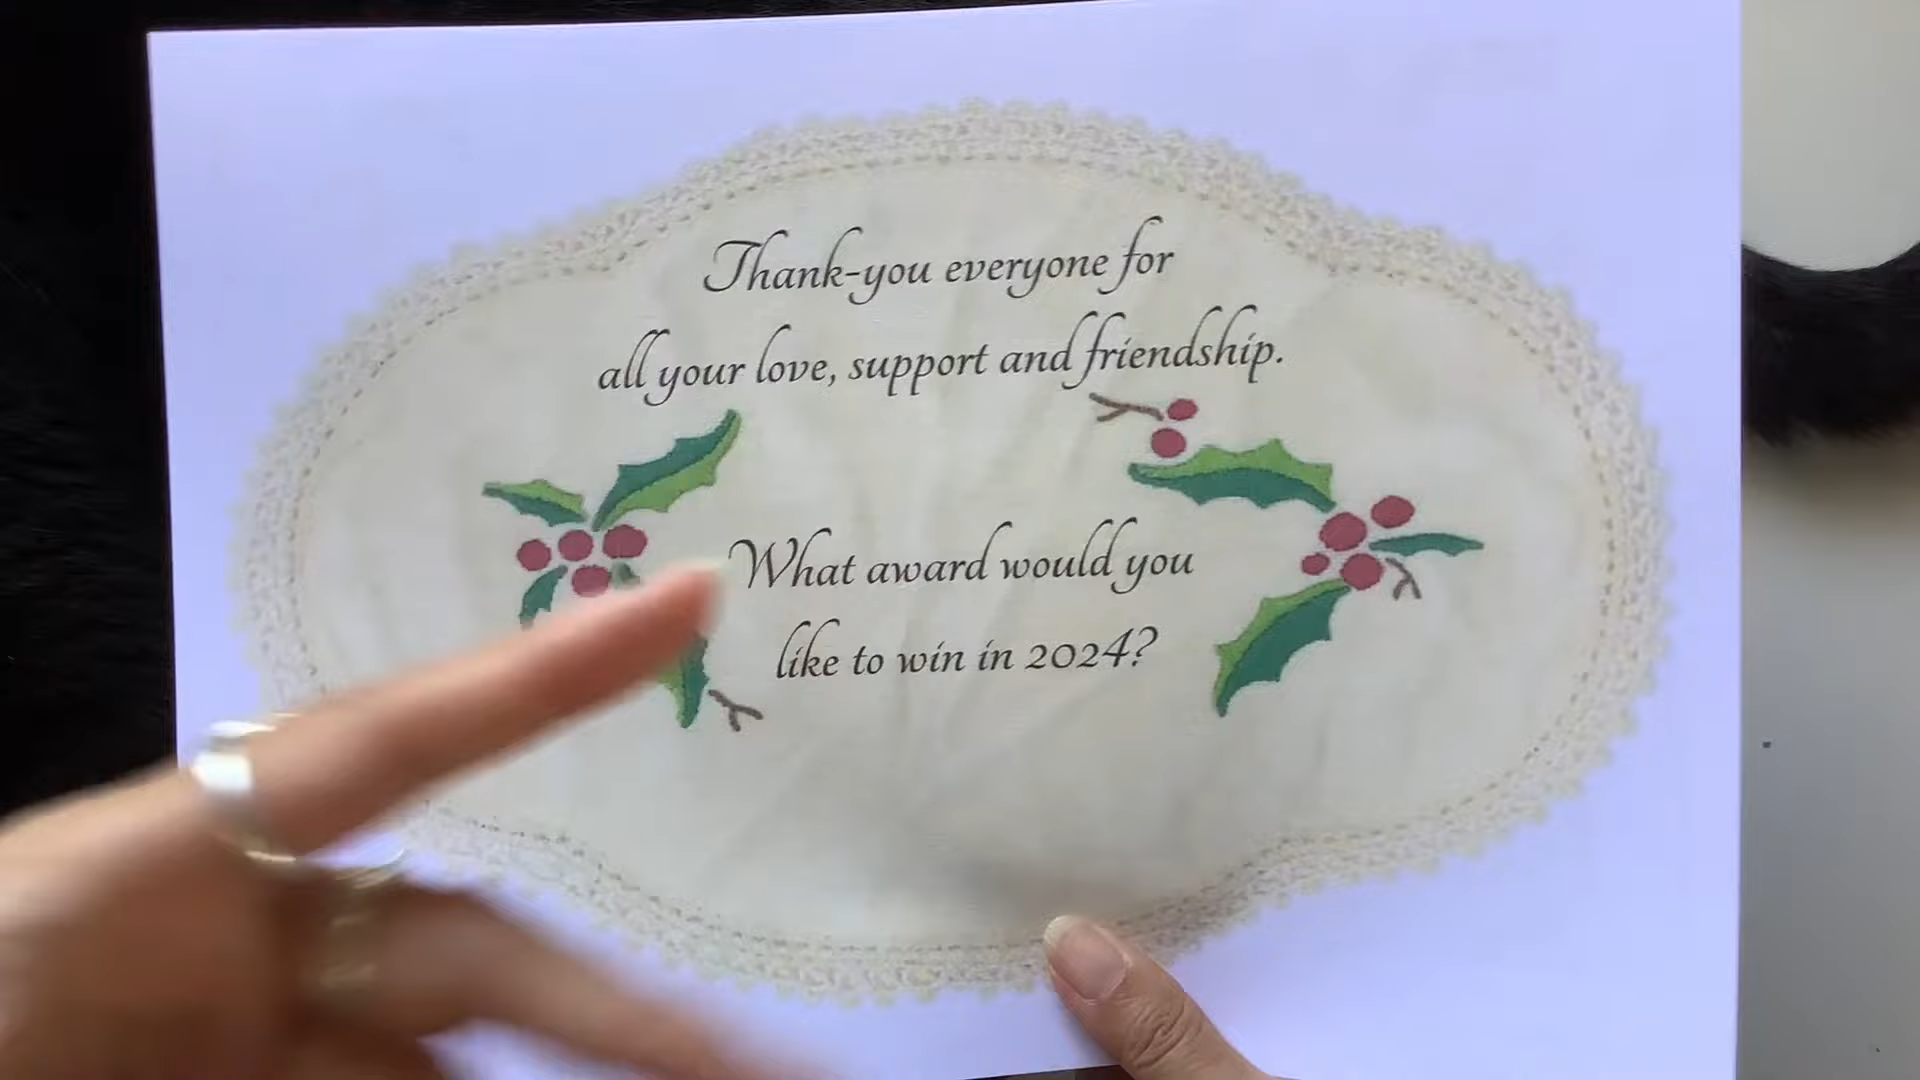 Thank-you everyone for
all your love, support and friendship.
What award would you
like to win in 2024?